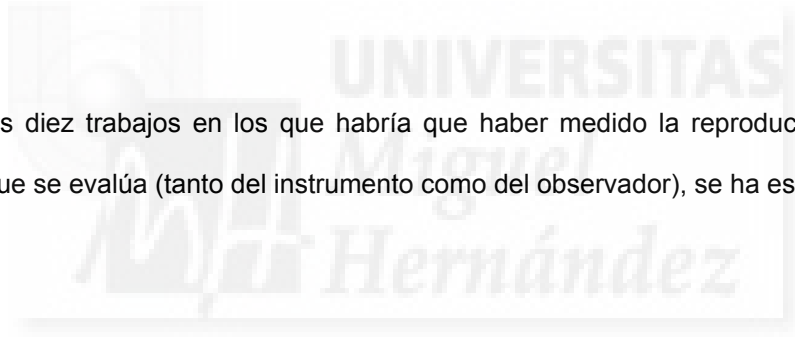 UNIVERSITAS
s diez trabajos en los que habría que haber medido la reproduc
Miguel
ue se evalúa (tanto del instrumento como del observador), se ha es
Hernández